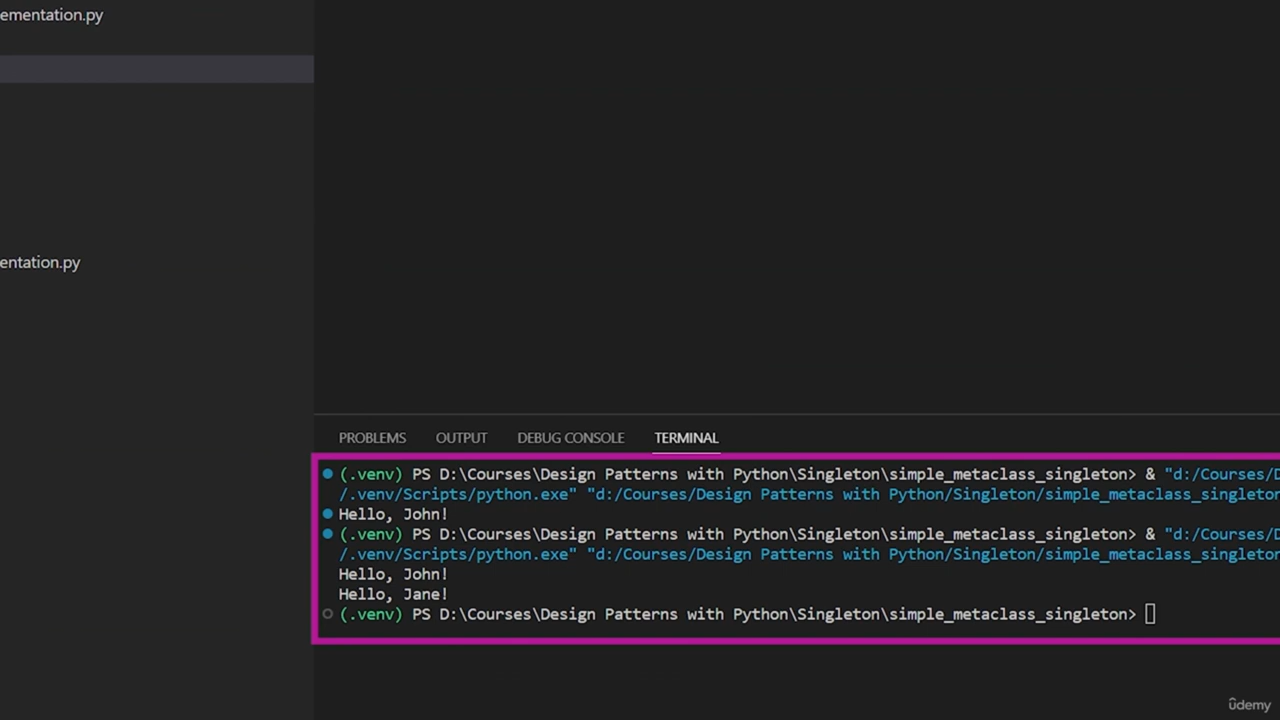 ementation.py
entation.py
PROBLEMS OUTPUT DEBUG CONSOLE TERMINAL
(.venv) PS D:\Courses\Design Patterns with Python\Singleton\simple_metaclass_singleton> & "d:/Courses/D
/.venv/Scripts/python.exe" "d:/Courses/Design Patterns with Python/Singleton/simple_metaclass_singleton
Hello, John!
(.venv) PS D:\Courses\Design Patterns with Python\Singleton\simple_metaclass_singleton> & "d:/Courses/D
/.venv/Scripts/python.exe" "d:/Courses/Design Patterns with Python/Singleton/simple_metaclass_singleton
Hello, John!
Hello, Jane!
(.venv) PS D:\Courses\Design Patterns with Python\Singleton\simple_metaclass_singleton>
ûdemy